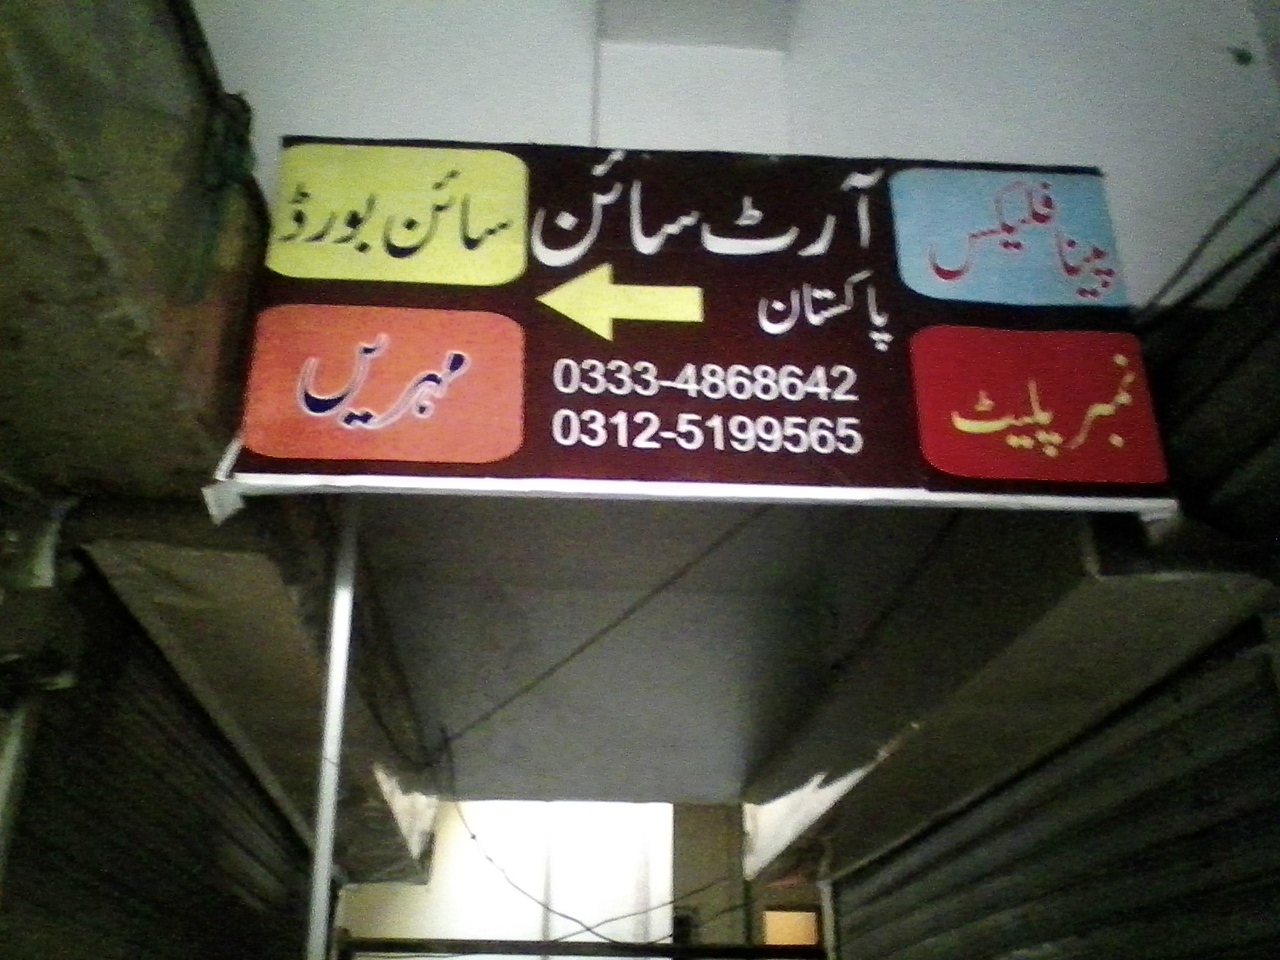 پینا فلیکس
نمبر پلیٹ
آرٹ سائن
پاکستان
0333-4868642
0312-5199565
سائن بورڈ
مہریں